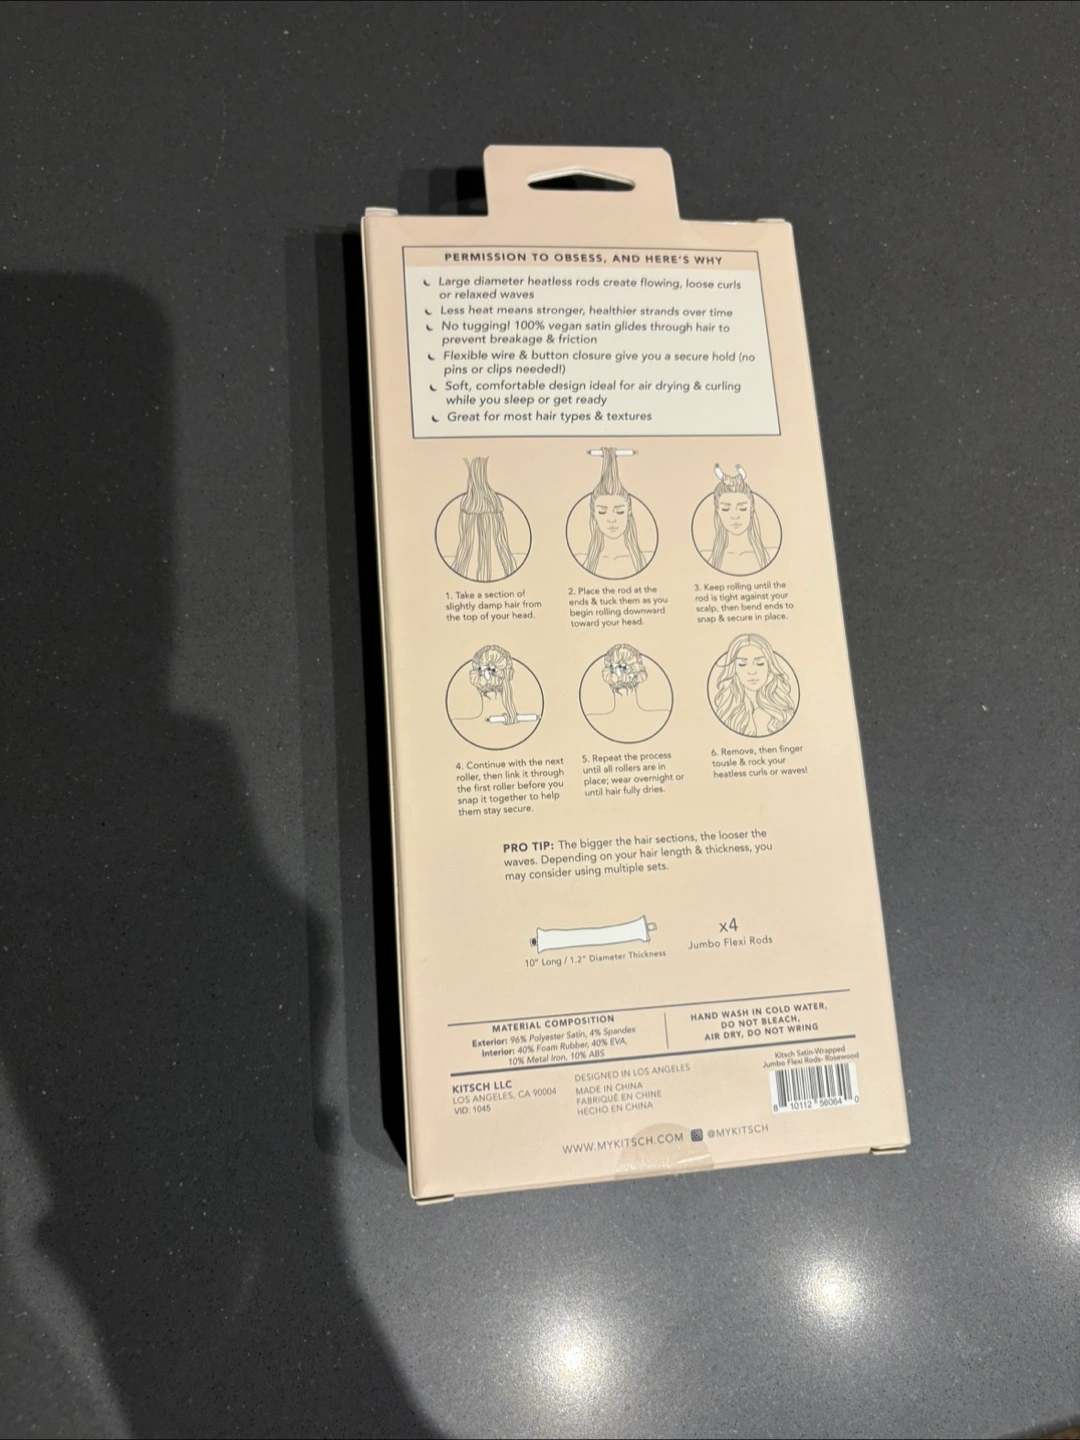 PERMISSION TO OBSESS, AND HERE'S WHY
Large diameter heatless rods create flowing, loose curls
or relaxed waves
Less heat means stronger, healthier strands over time
No tugging! 100% vegan satin glides through hair to
prevent breakage & friction
Flexible wire & button closure give you a secure hold (no
pins or clips needed!)
Soft, comfortable design ideal for air drying & curling
while you sleep or get ready
Great for most hair types & textures
1. Take a section of
slightly damp hair from
the top of your head.
2. Place the rod at the
ends & tuck them as you
begin rolling downward
toward your head.
3. Keep rolling until the
rod is tight against your
scalp, then bend ends to
snap & secure in place.
4. Continue with the next
roller, then link it through
the first roller before you
snap it together to help
them stay secure.
5. Repeat the process
until all rollers are in
place; wear overnight or
until hair fully dries.
6. Remove, then finger
tousle & rock your
heatless curls or waves!
PRO TIP: The bigger the hair sections, the looser the
waves. Depending on your hair length & thickness, you
may consider using multiple sets.
10" Long / 1.2" Diameter Thickness
x4
Jumbo Flexi Rods
MATERIAL COMPOSITION
Exterior: 96% Polyester Satin, 4% Spandex
Interior: 40% Foam Rubber, 40% EVA,
10% Metal Iron, 10% ABS
HAND WASH IN COLD WATER,
DO NOT BLEACH,
AIR DRY, DO NOT WRING
KITSCH LLC
LOS ANGELES, CA 90004
VID: 1045
DESIGNED IN LOS ANGELES
MADE IN CHINA
FABRIQUÉ EN CHINE
HECHO EN CHINA
Kitsch Satin-Wrapped
Jumbo Flexi Rods- Rosewood
8 10112 56064 0
WWW.MYKITSCH.COM @MYKITSCH